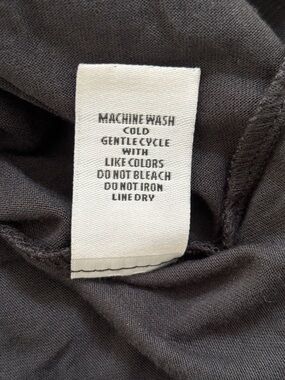 MACHINE WASH
COLD
GENTLE CYCLE
WITH
LIKE COLORS
DO NOT BLEACH
DO NOT IRON
LINE DRY